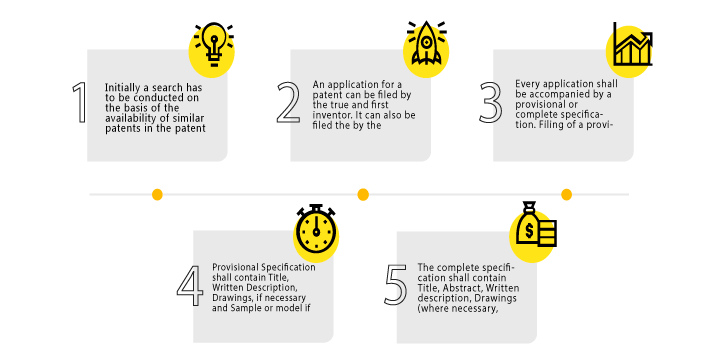 1
Initially a search has
to be conducted on
the basis of the
availability of similar
patents in the patent
2
An application for a
patent can be filed by
the true and first
inventor. It can also be
filed the by the
3
Every application shall
be accompanied by a
provisional or
complete specifica-
tion. Filing of a provi-
4
Provisional Specification
shall contain Title,
Written Description,
Drawings, if necessary
and Sample or model if
5
The complete specifi-
cation shall contain
Title, Abstract, Written
description, Drawings
(where necessary,
$